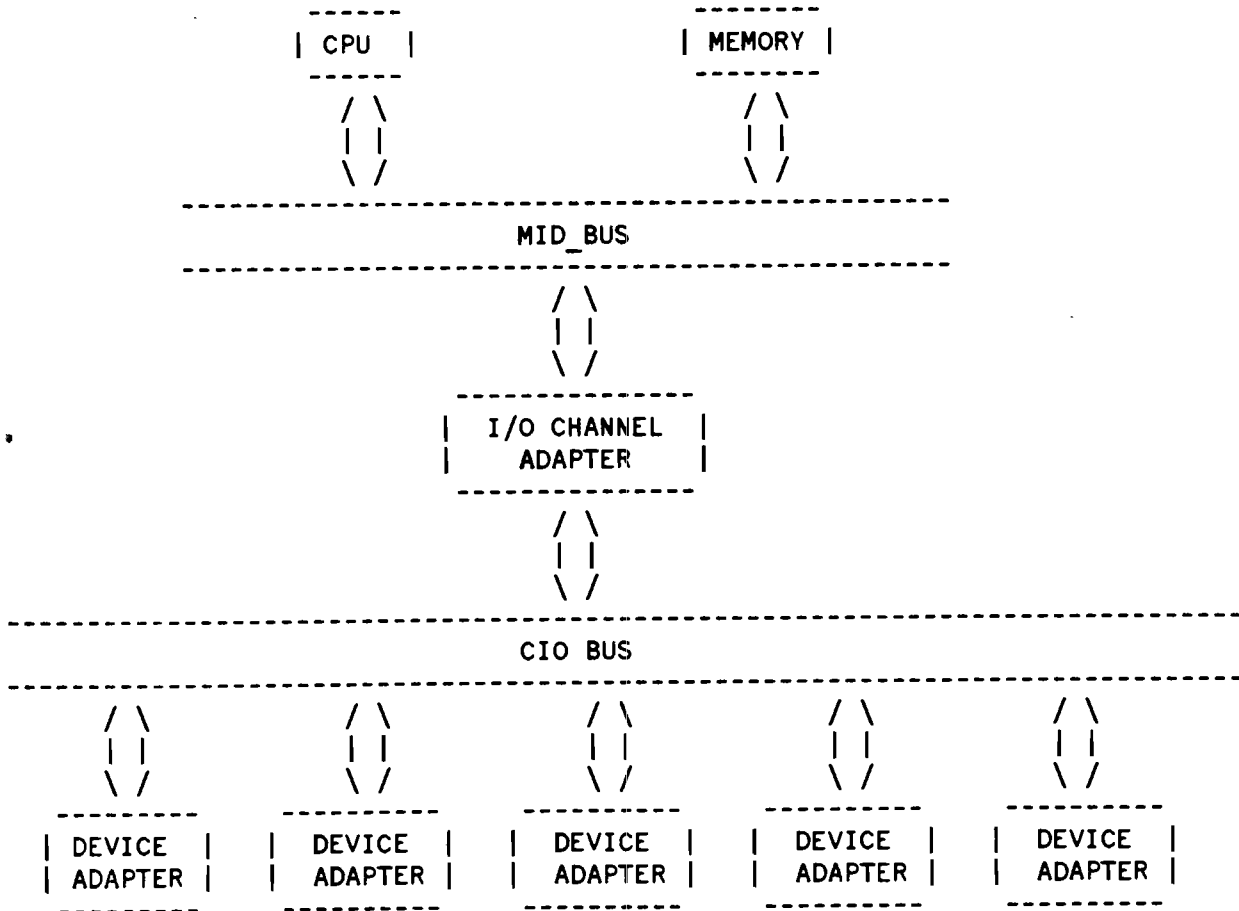 CPU MEMORY
MID_BUS
I/O CHANNEL
ADAPTER
CIO BUS
DEVICE DEVICE DEVICE DEVICE DEVICE
ADAPTER ADAPTER ADAPTER ADAPTER ADAPTER